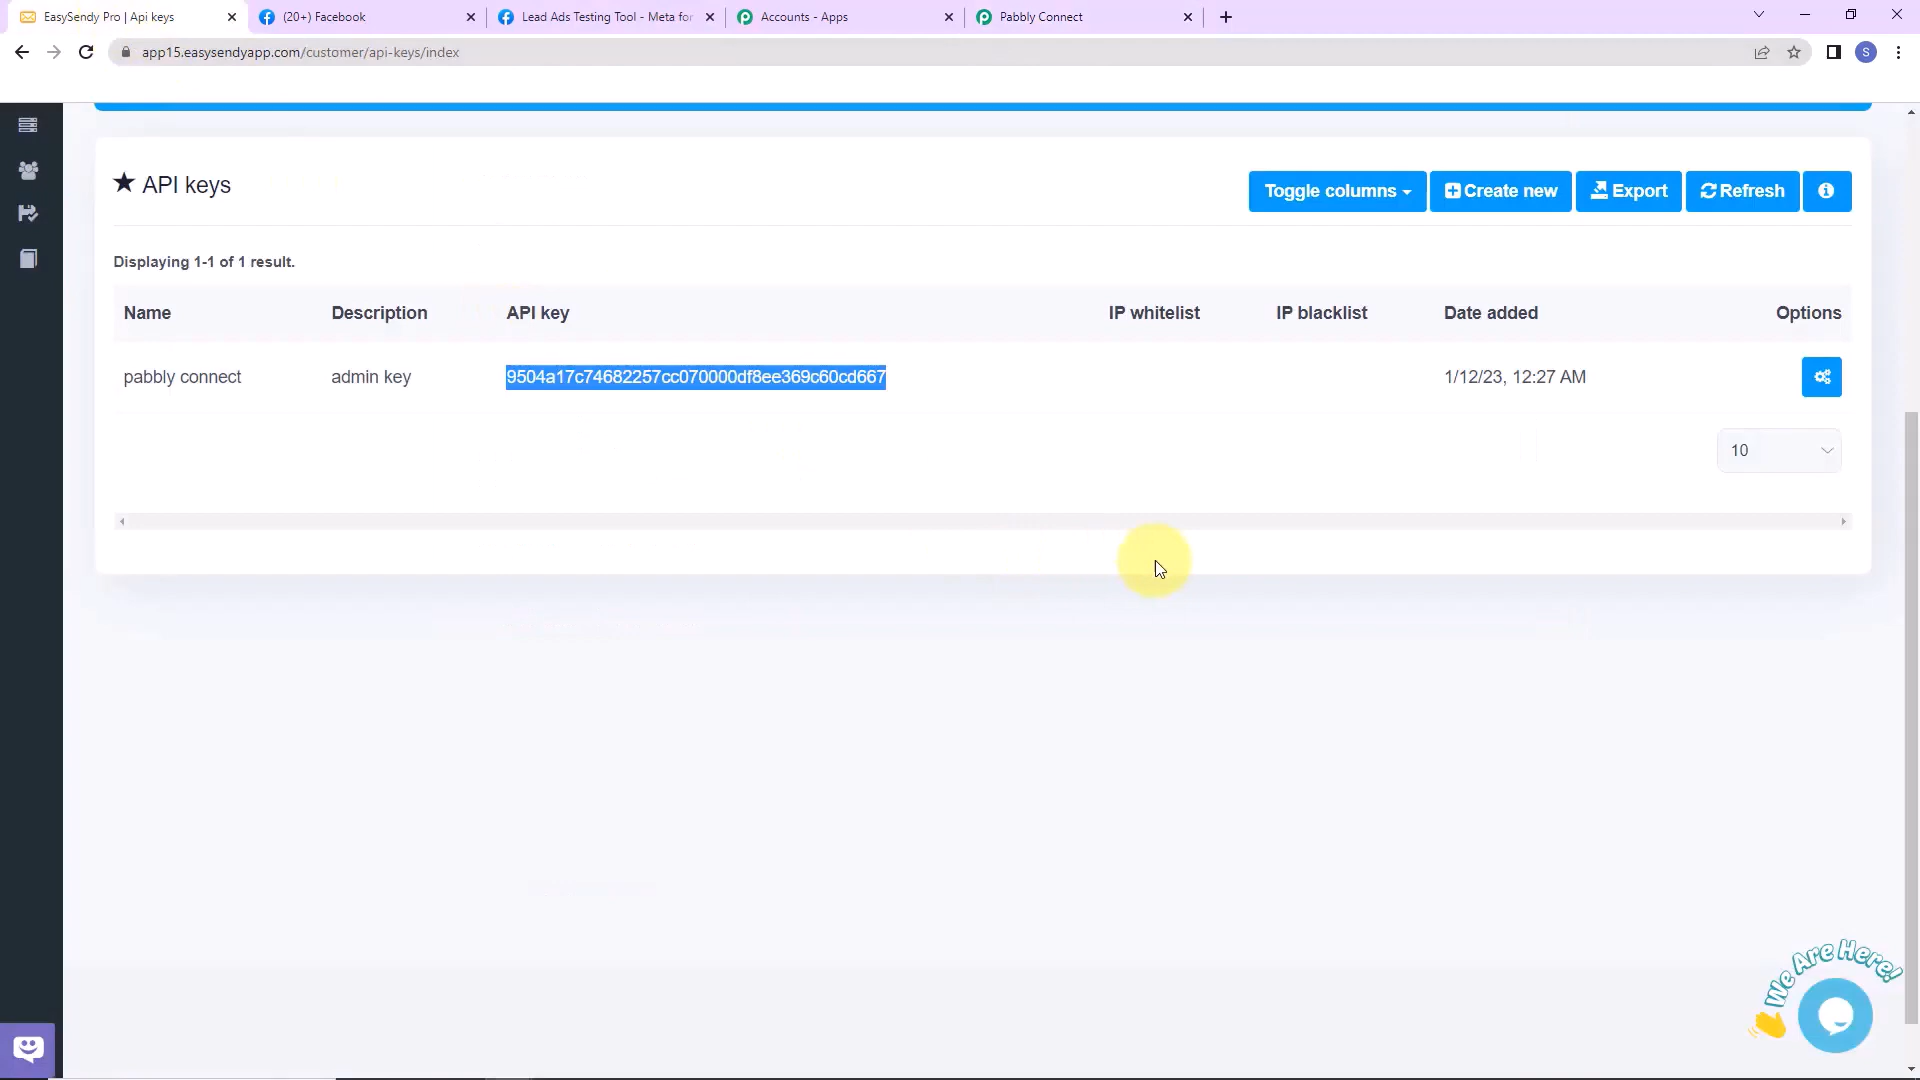 EasySendy Pro | Api keys
(20+) Facebook
Lead Ads Testing Tool - Meta for
Accounts - Apps
Pabbly Connect
app15.easysendyapp.com/customer/api-keys/index
S
API keys
Toggle columns
Create new
Export
Refresh
Displaying 1-1 of 1 result.
Name Description API key IP whitelist IP blacklist Date added Options
pabbly connect admin key 9504a17c74682257cc070000df8ee369c60cd667 1/12/23, 12:27 AM
10
We Are Here!